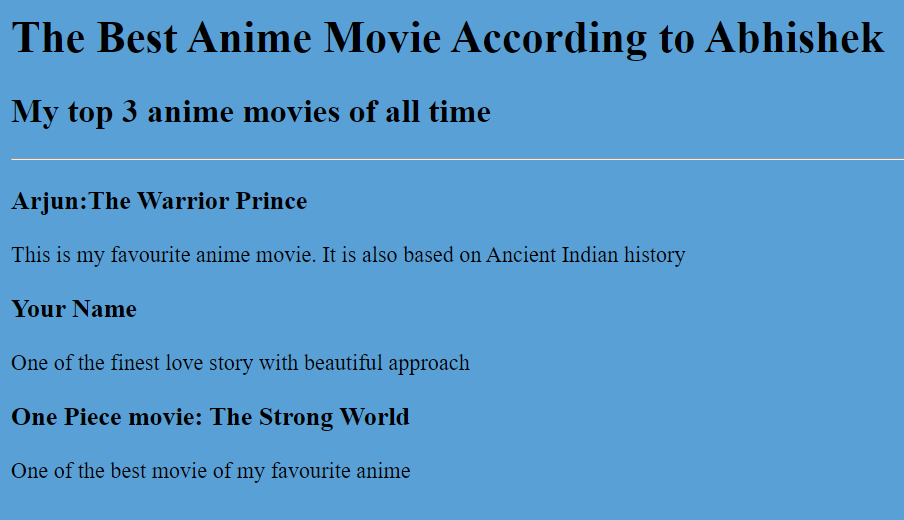 The Best Anime Movie According to Abhishek
My top 3 anime movies of all time
Arjun:The Warrior Prince
This is my favourite anime movie. It is also based on Ancient Indian history
Your Name
One of the finest love story with beautiful approach
One Piece movie: The Strong World
One of the best movie of my favourite anime